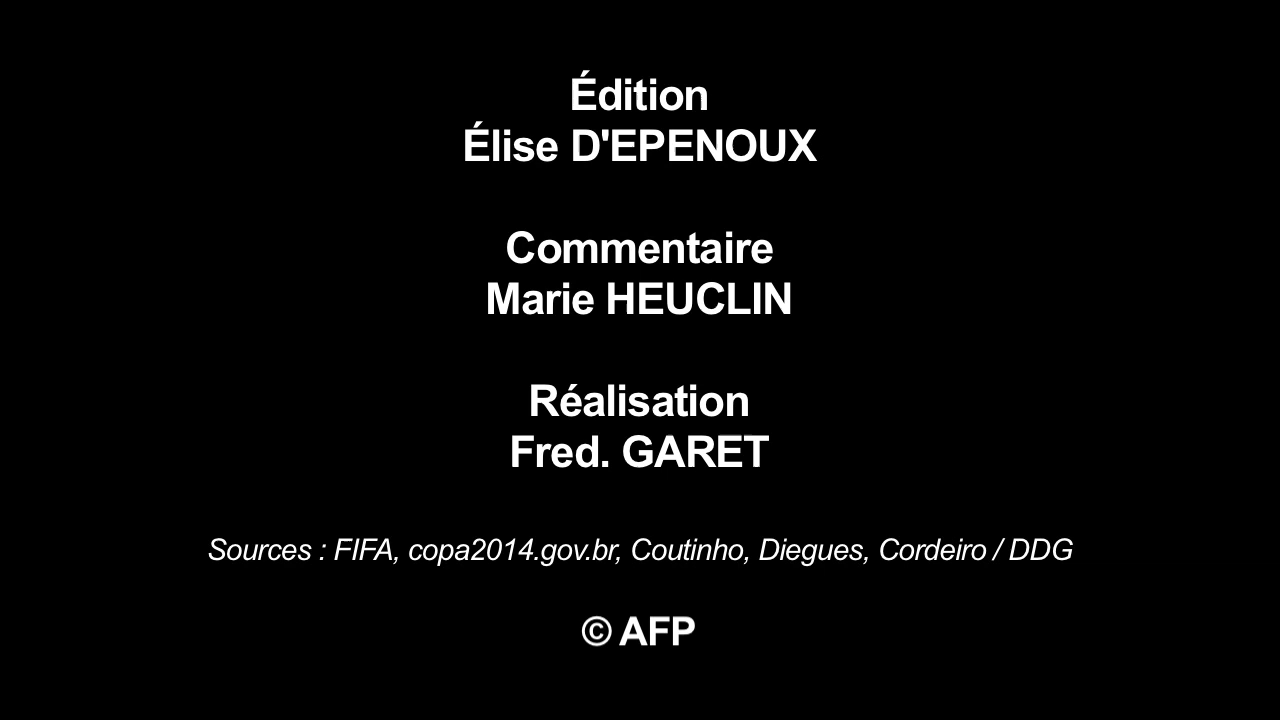 Édition
Élise D'EPENOUX
Commentaire
Marie HEUCLIN
Réalisation
Fred. GARET
Sources : FIFA, copa2014.gov.br, Coutinho, Diegues, Cordeiro / DDG
© AFP